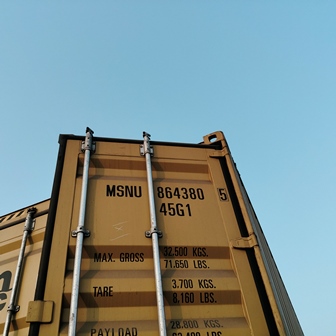 MSNU 864380 5
45G1
MAX. GROSS 32.500 KGS.
71.650 LBS.
TARE 3.700 KGS.
8.160 LBS.
PAYLOAD 28.800 KGS.